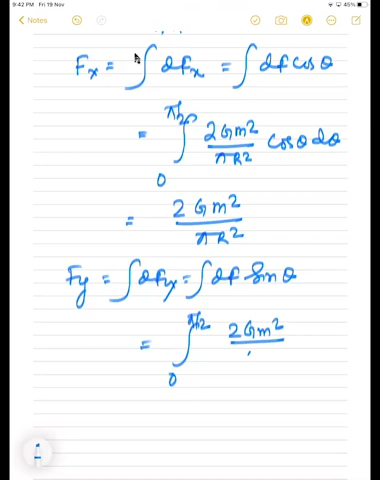 9:42 PM Fri 19 Nov 45%
Notes
Fₓ = ∫ dfₓ = ∫ df cos θ
= ∫₀^(π/2) 2Gm²/πR² cos θ dθ
= 2Gm²/πR²
Fy = ∫ dfy = ∫ df Sin θ
= ∫₀^(π/2) 2Gm²